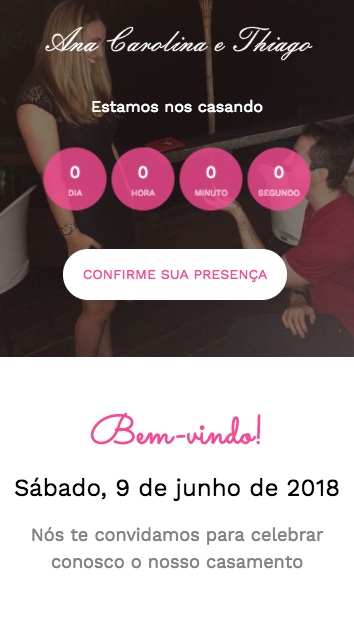 Ana Carolina e Thiago
Estamos nos casando
0 0 0 0
DIA HORA MINUTO SEGUNDO
CONFIRME SUA PRESENÇA
Bem-vindo!
Sábado, 9 de junho de 2018
Nós te convidamos para celebrar
conosco o nosso casamento